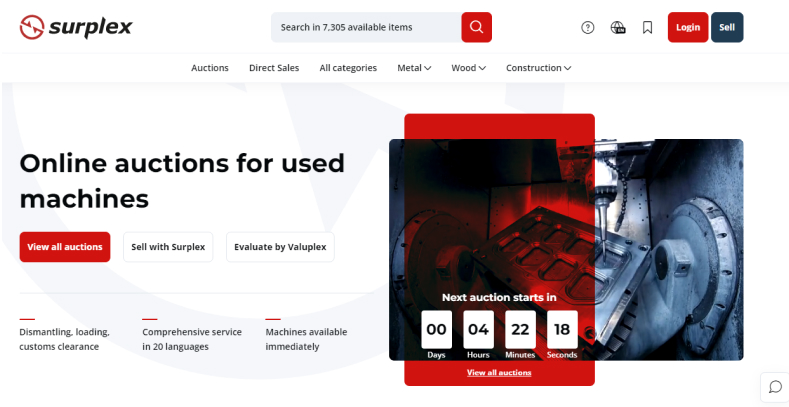 surplex
Search in 7,305 available items
EN
Login
Sell
Auctions
Direct Sales
All categories
Metal
Wood
Construction
Online auctions for used
machines
View all auctions
Sell with Surplex
Evaluate by Valuplex
Dismantling, loading,
customs clearance
Comprehensive service
in 20 languages
Machines available
immediately
Next auction starts in
00 04 22 18
Days Hours Minutes Seconds
View all auctions